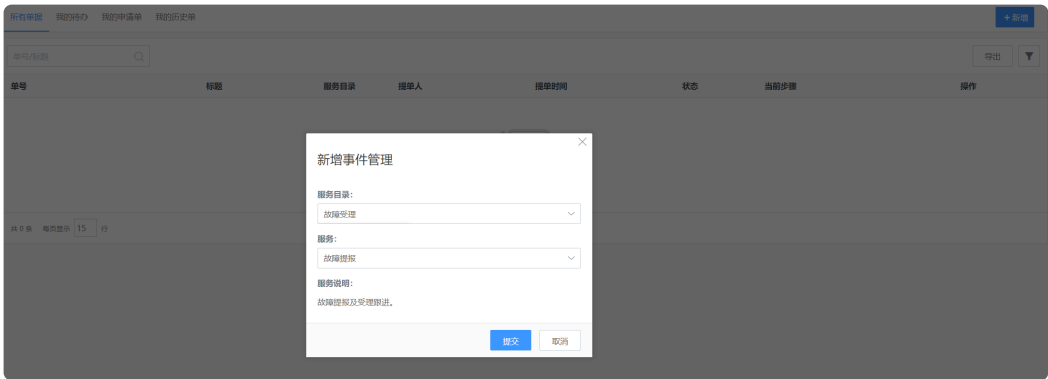 所有单据 我的待办 我的申请单 我的历史单 + 新增
单号/标题 导出
单号 标题 服务目录 提单人 提单时间 状态 当前步骤 操作
新增事件管理
服务目录：
故障受理
共 0 条 每页显示 15 行
服务：
故障提报
服务说明：
故障提报及受理跟进。
提交 取消